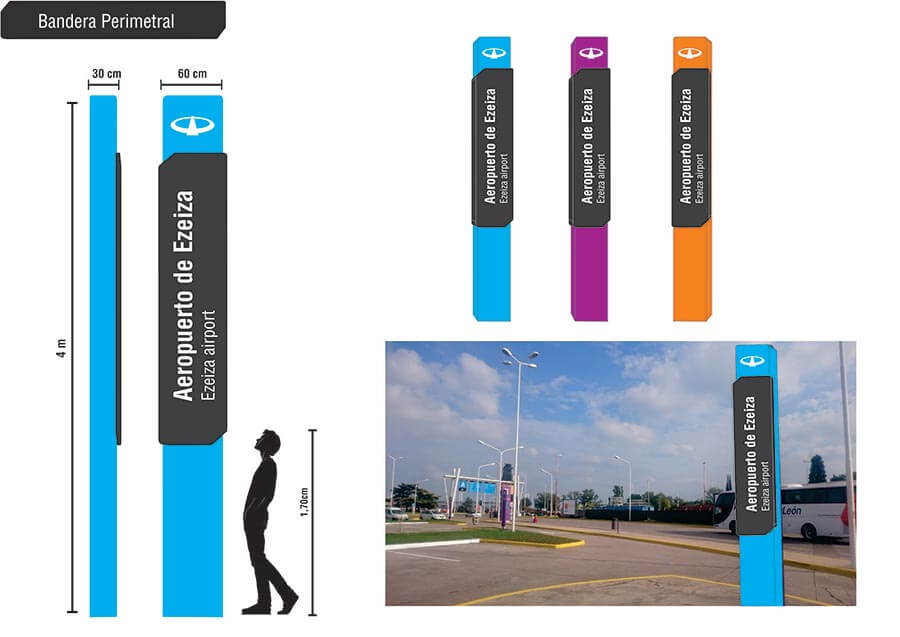 Bandera Perimetral
30 cm
60 cm
4 m
Aeropuerto de Ezeiza
Ezeiza airport
1,70cm
Aeropuerto de Ezeiza
Ezeiza airport
Aeropuerto de Ezeiza
Ezeiza airport
Aeropuerto de Ezeiza
Ezeiza airport
Aeropuerto de Ezeiza
Ezeiza airport
León